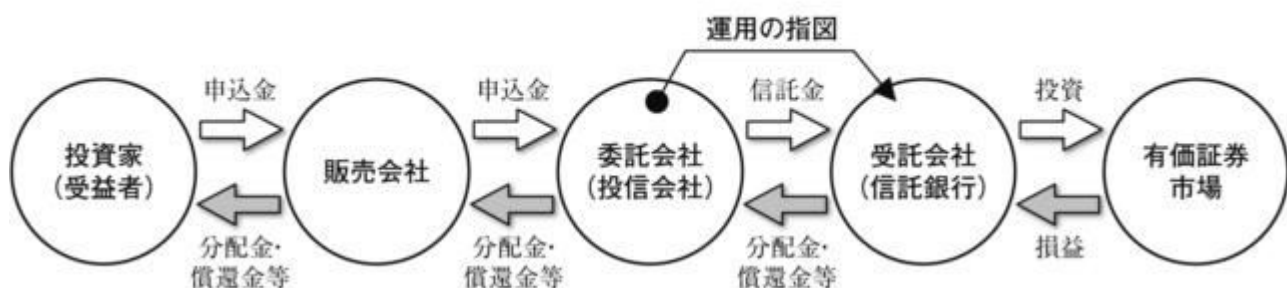 運用の指図
申込金
申込金
信託金
投資
投資家
(受益者)
販売会社
委託会社
(投信会社)
受託会社
(信託銀行)
有価証券
市場
分配金・
償還金等
分配金・
償還金等
分配金・
償還金等
損益